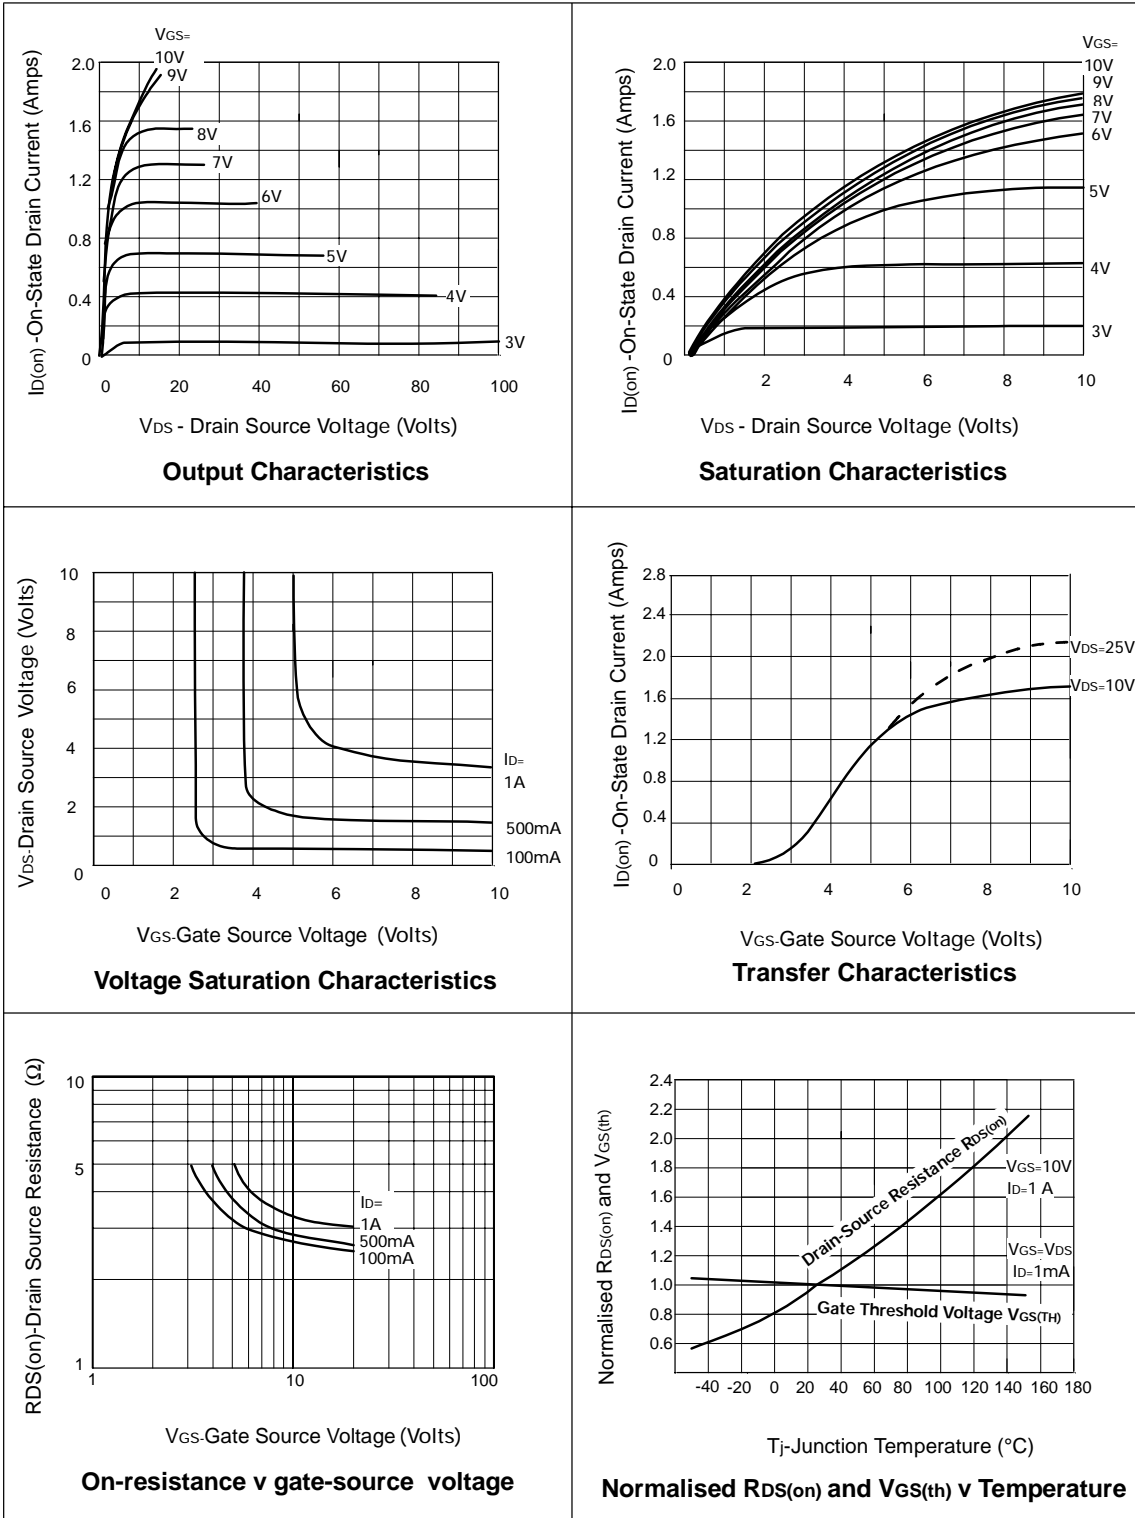 VGS=
10V
9V
8V
7V
6V
5V
4V
3V
2.0
1.6
1.2
0.8
0.4
0
0 20 40 60 80 100
ID(on) -On-State Drain Current (Amps)
VDS - Drain Source Voltage (Volts)
Output Characteristics
VGS=
10V
9V
8V
7V
6V
5V
4V
3V
2.0
1.6
1.2
0.8
0.4
0
2 4 6 8 10
ID(on) -On-State Drain Current (Amps)
VDS - Drain Source Voltage (Volts)
Saturation Characteristics
10
8
6
4
2
0
0 2 4 6 8 10
VDS-Drain Source Voltage (Volts)
ID=
1A
500mA
100mA
VGS-Gate Source Voltage (Volts)
Voltage Saturation Characteristics
2.8
2.4
2.0
1.6
1.2
0.8
0.4
0
0 2 4 6 8 10
ID(on) -On-State Drain Current (Amps)
VDS=25V
VDS=10V
VGS-Gate Source Voltage (Volts)
Transfer Characteristics
10
5
1
1 10 100
RDS(on)-Drain Source Resistance (Ω)
ID=
1A
500mA
100mA
VGS-Gate Source Voltage (Volts)
On-resistance v gate-source voltage
2.4
2.2
2.0
1.8
1.6
1.4
1.2
1.0
0.8
0.6
-40 -20 0 20 40 60 80 100 120 140 160 180
Normalised RDS(on) and VGS(th)
Drain-Source Resistance RDS(on)
VGS=10V
ID=1 A
VGS=VDS
ID=1mA
Gate Threshold Voltage VGS(TH)
Tj-Junction Temperature (°C)
Normalised RDS(on) and VGS(th) v Temperature